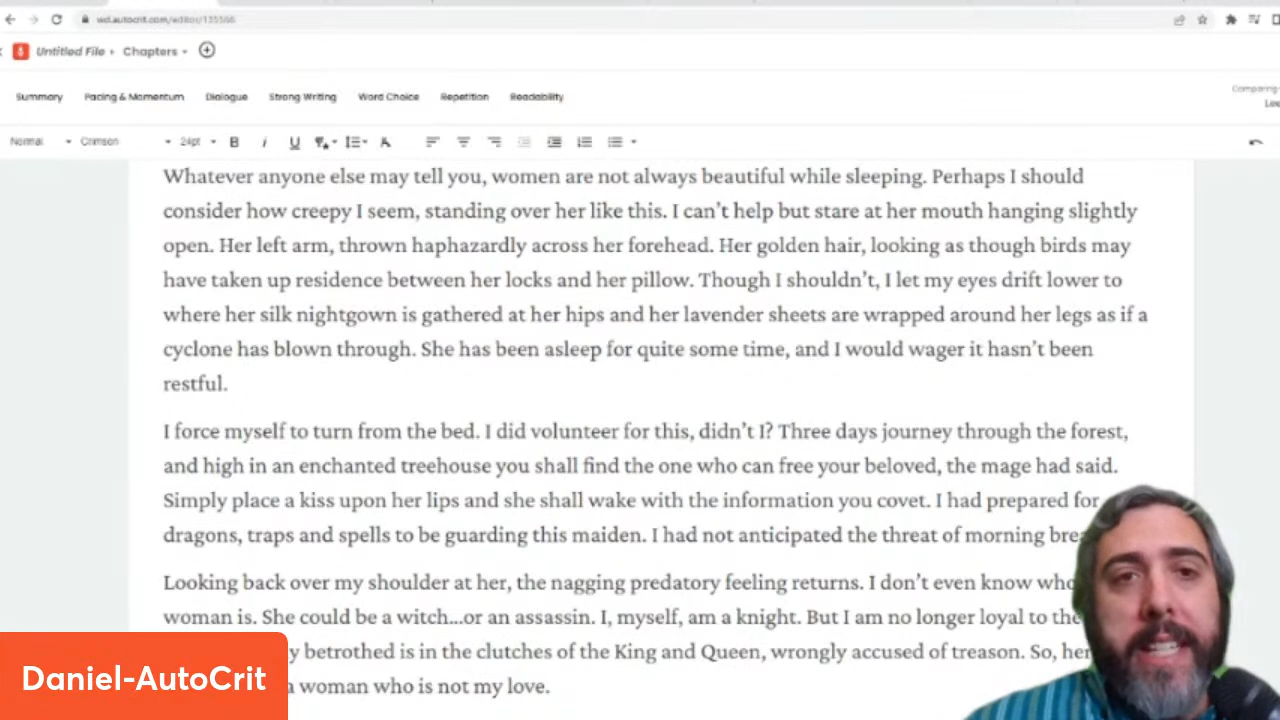 wd.autocrit.com/editor/135566
Untitled File Chapters
Summary Pacing & Momentum Dialogue Strong Writing Word Choice Repetition Readability
Comparing
Normal Crimson 24pt B i U
Whatever anyone else may tell you, women are not always beautiful while sleeping. Perhaps I should
consider how creepy I seem, standing over her like this. I can’t help but stare at her mouth hanging slightly
open. Her left arm, thrown haphazardly across her forehead. Her golden hair, looking as though birds may
have taken up residence between her locks and her pillow. Though I shouldn’t, I let my eyes drift lower to
where her silk nightgown is gathered at her hips and her lavender sheets are wrapped around her legs as if a
cyclone has blown through. She has been asleep for quite some time, and I would wager it hasn’t been
restful.
I force myself to turn from the bed. I did volunteer for this, didn’t I? Three days journey through the forest,
and high in an enchanted treehouse you shall find the one who can free your beloved, the mage had said.
Simply place a kiss upon her lips and she shall wake with the information you covet. I had prepared for
dragons, traps and spells to be guarding this maiden. I had not anticipated the threat of morning
Looking back over my shoulder at her, the nagging predatory feeling returns. I don’t even know who
woman is. She could be a witch...or an assassin. I, myself, am a knight. But I am no longer loyal to the
betrothed is in the clutches of the King and Queen, wrongly accused of treason. So,
a woman who is not my love.
Daniel-AutoCrit